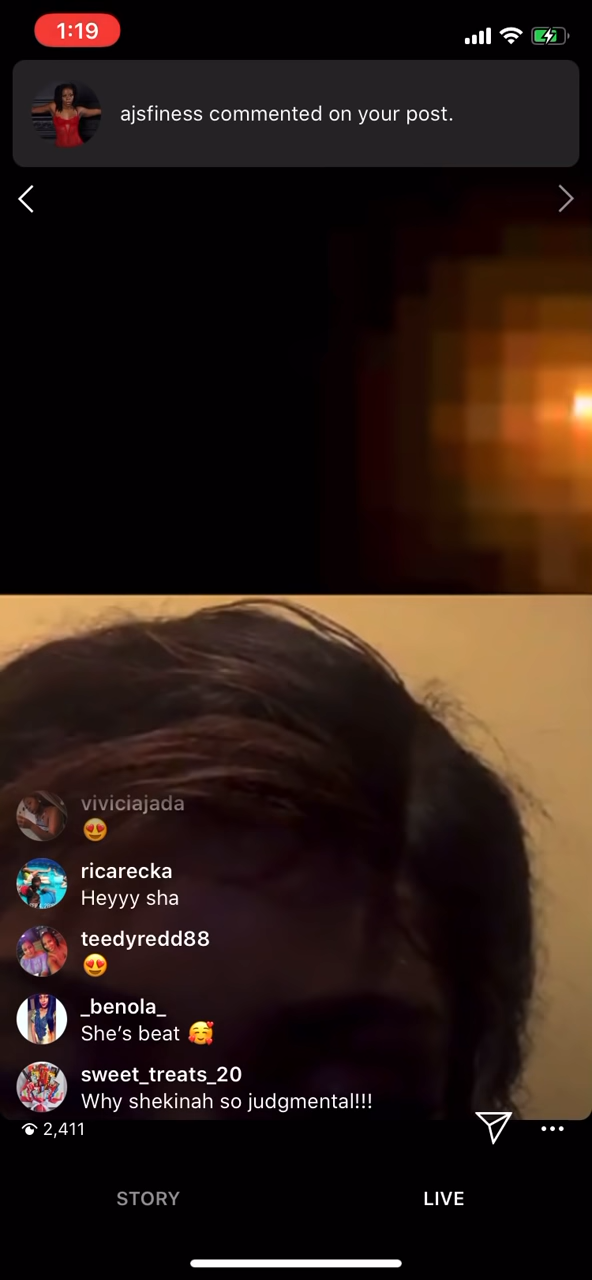 1:19
ajsfiness commented on your post.
viviciajada
😍
ricarecka
Heyyy sha
teedyredd88
😍
_benola_
She’s beat 🥰
sweet_treats_20
Why shekinah so judgmental!!!
2,411
STORY LIVE